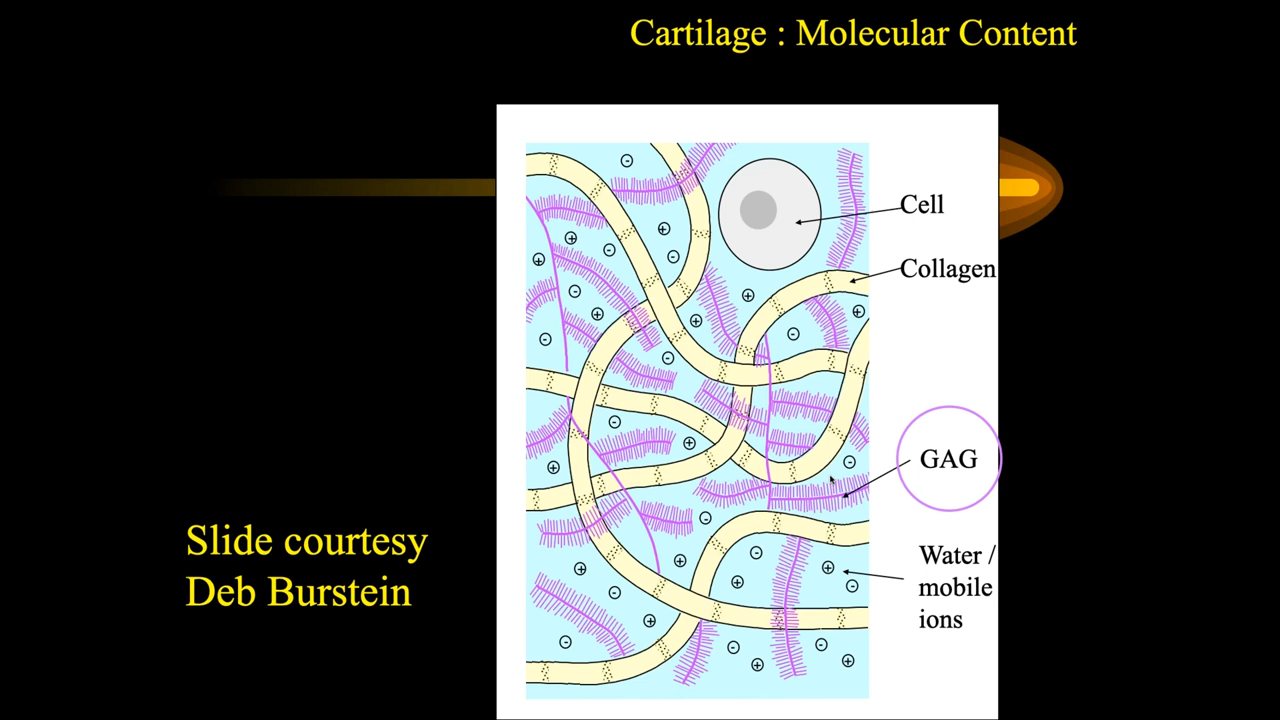 Cartilage : Molecular Content
Cell
Collagen
GAG
Water /
mobile
ions
Slide courtesy
Deb Burstein